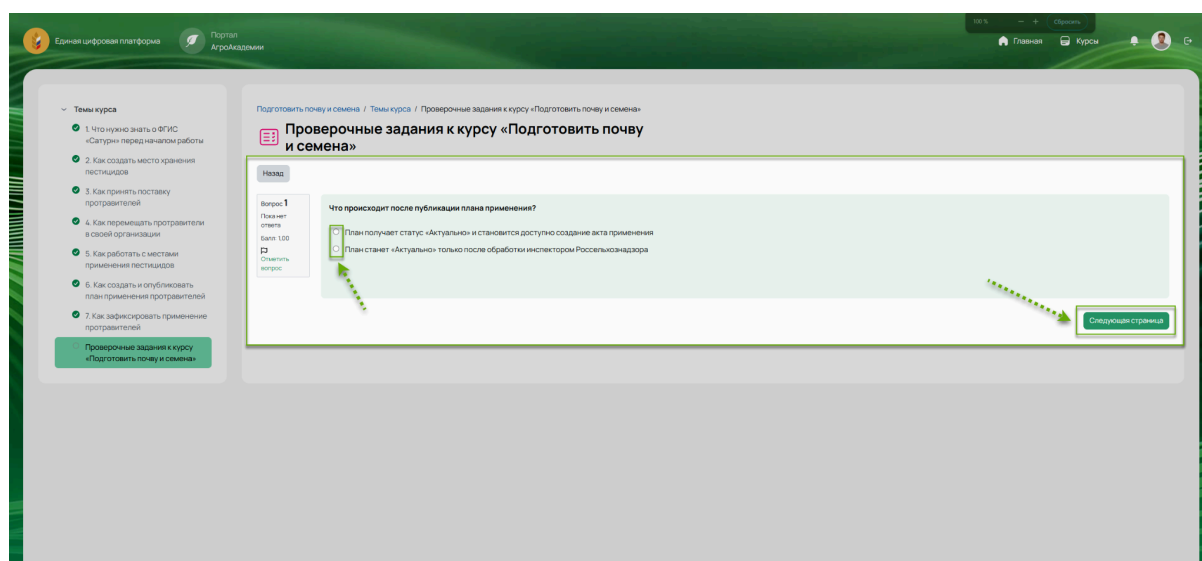 100 %
− + Сбросить
Единая цифровая платформа
Портал
АгроАкадемии
Главная
Курсы
Темы курса
1. Что нужно знать о ФГИС
«Сатурн» перед началом работы
2. Как создать место хранения
пестицидов
3. Как принять поставку
протравителей
4. Как перемещать протравители
в своей организации
5. Как работать с местами
применения пестицидов
6. Как создать и опубликовать
план применения протравителей
7. Как зафиксировать применение
протравителей
Проверочные задания к курсу
«Подготовить почву и семена»
Подготовить почву и семена / Темы курса / Проверочные задания к курсу «Подготовить почву и семена»
Проверочные задания к курсу «Подготовить почву
и семена»
Назад
Вопрос 1
Пока нет
ответа
Балл: 1,00
Отметить
вопрос
Что происходит после публикации плана применения?
План получает статус «Актуально» и становится доступно создание акта применения
План станет «Актуально» только после обработки инспектором Россельхознадзора
Следующая страница